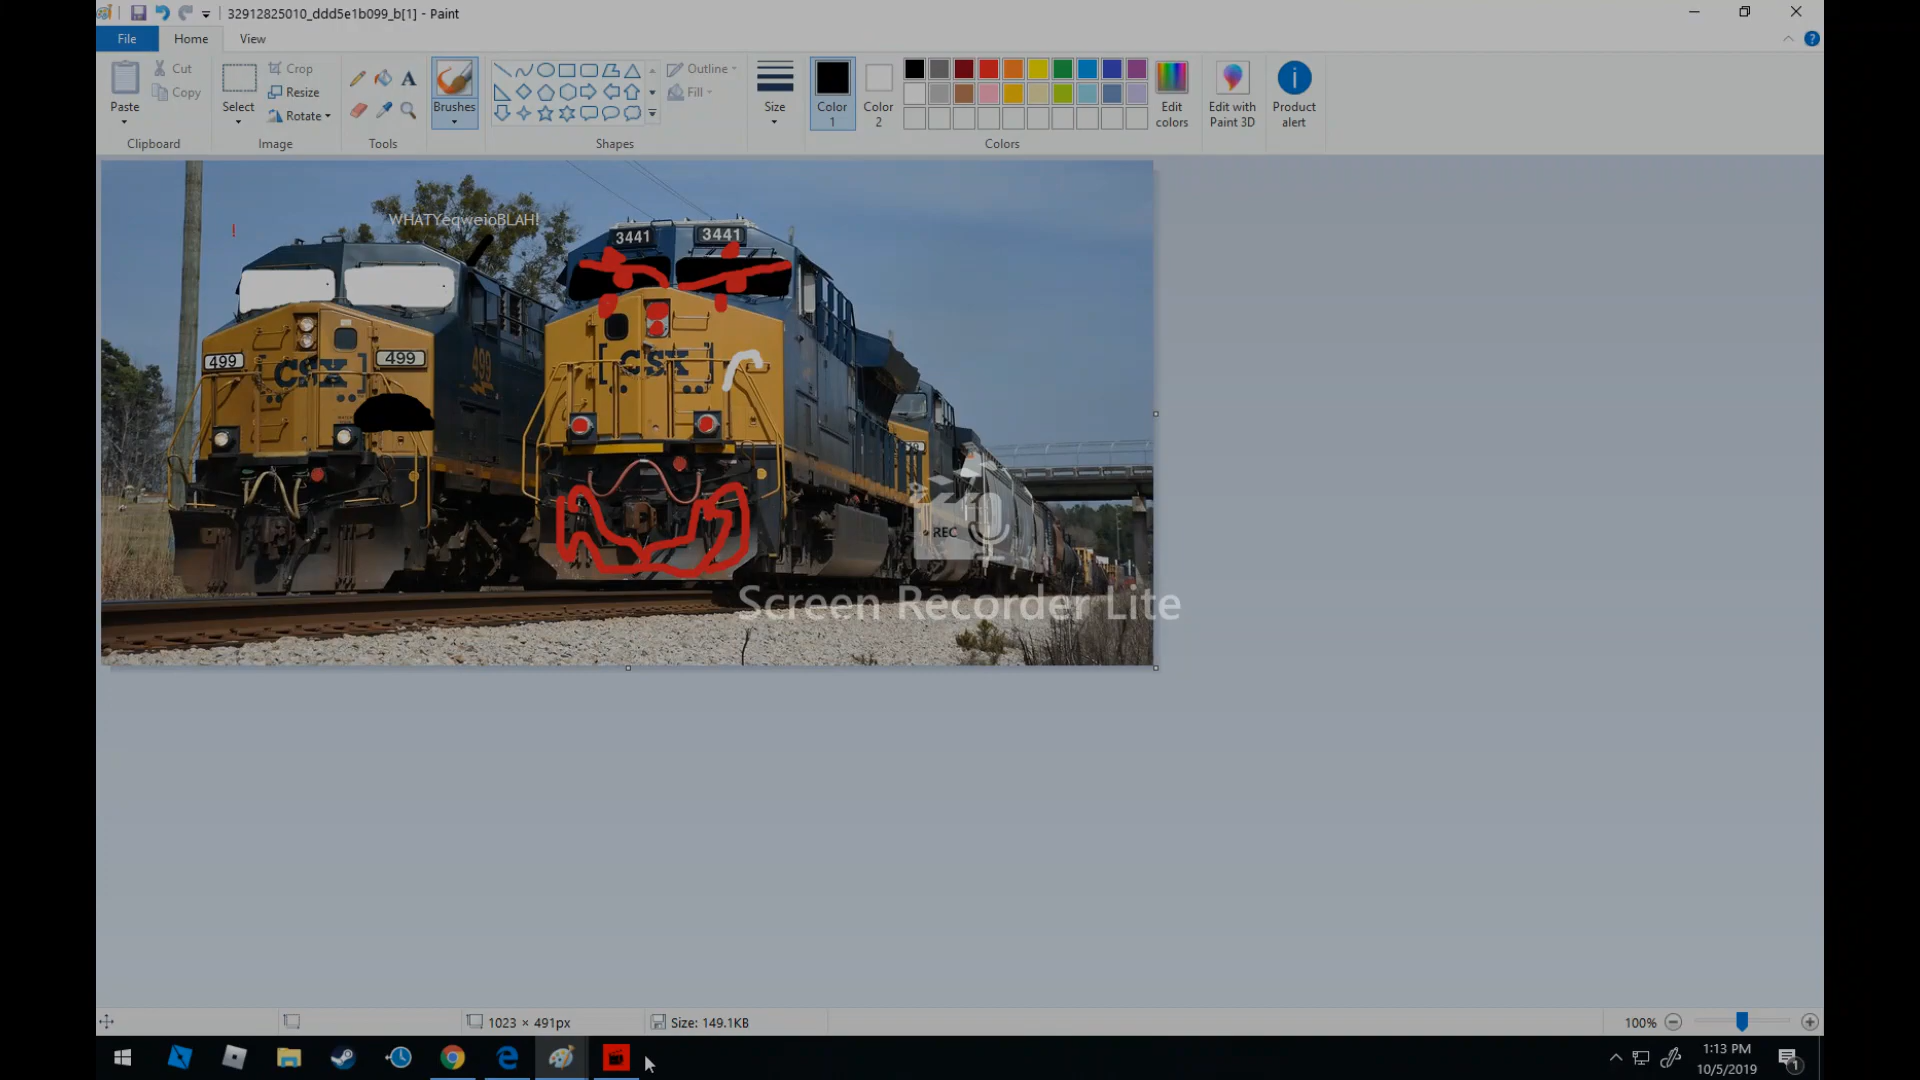 32912825010_ddd5e1b099_b[1] - Paint
File Home View
Paste
Cut
Copy
Clipboard
Select
Crop
Resize
Rotate
Image
A
Tools
Brushes
Outline
Fill
Shapes
Size
Color 1
Color 2
Edit colors
Colors
Edit with Paint 3D
Product alert
!
WHATYeqweioBLAH!
3441 3441
499 499 499
CSX CSX
REC
Screen Recorder Lite
1023 × 491px
Size: 149.1KB
100%
1:13 PM
10/5/2019
1